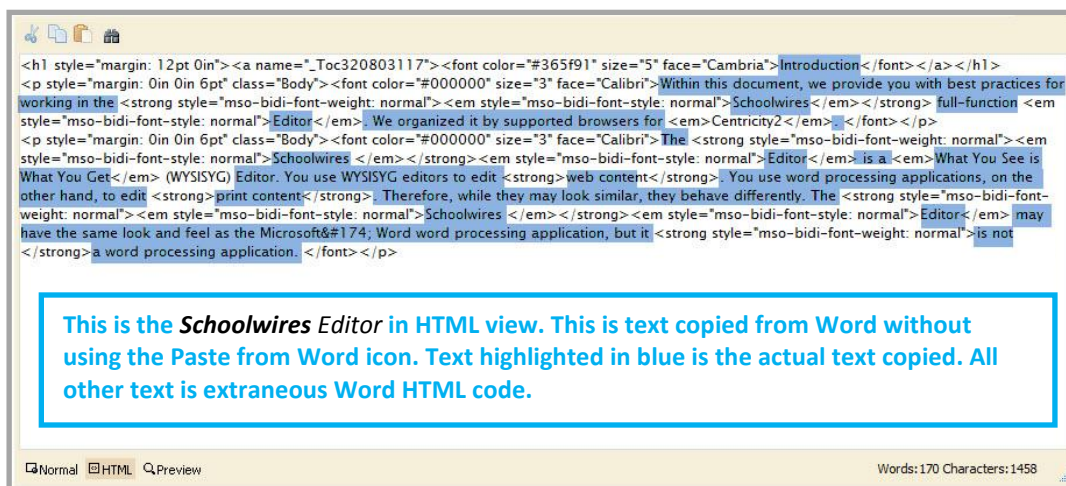 <h1 style="margin: 12pt 0in"><a name="_Toc320803117"><font color="#365f91" size="5" face="Cambria">Introduction</font></a></h1>
<p style="margin: 0in 0in 6pt" class="Body"><font color="#000000" size="3" face="Calibri">Within this document, we provide you with best practices for
working in the <strong style="mso-bidi-font-weight: normal"><em style="mso-bidi-font-style: normal">Schoolwires</em></strong> full-function <em
style="mso-bidi-font-style: normal">Editor</em>. We organized it by supported browsers for <em>Centricity2</em>. </font></p>
<p style="margin: 0in 0in 6pt" class="Body"><font color="#000000" size="3" face="Calibri">The <strong style="mso-bidi-font-weight: normal"><em
style="mso-bidi-font-style: normal">Schoolwires </em></strong><em style="mso-bidi-font-style: normal">Editor</em> is a <em>What You See is
What You Get</em> (WYSISYG) Editor. You use WYSISYG editors to edit <strong>web content</strong>. You use word processing applications, on the
other hand, to edit <strong>print content</strong>. Therefore, while they may look similar, they behave differently. The <strong style="mso-bidi-font-
weight: normal"><em style="mso-bidi-font-style: normal">Schoolwires </em></strong><em style="mso-bidi-font-style: normal">Editor</em> may
have the same look and feel as the Microsoft&#174; Word word processing application, but it <strong style="mso-bidi-font-weight: normal">is not
</strong>a word processing application. </font></p>
This is the Schoolwires Editor in HTML view. This is text copied from Word without
using the Paste from Word icon. Text highlighted in blue is the actual text copied. All
other text is extraneous Word HTML code.
Normal HTML Preview Words:170 Characters:1458